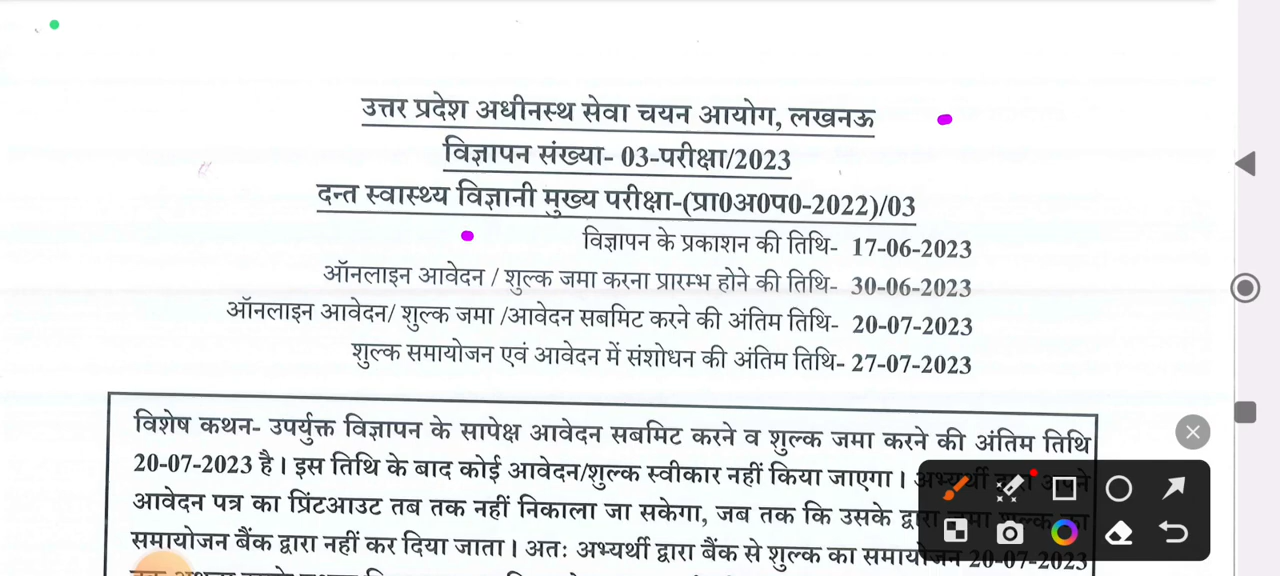 उत्तर प्रदेश अधीनस्थ सेवा चयन आयोग, लखनऊ
विज्ञापन संख्या- 03-परीक्षा/2023
दन्त स्वास्थ्य विज्ञानी मुख्य परीक्षा-(प्रा0अ0प0-2022)/03
विज्ञापन के प्रकाशन की तिथि- 17-06-2023
ऑनलाइन आवेदन / शुल्क जमा करना प्रारम्भ होने की तिथि- 30-06-2023
ऑनलाइन आवेदन/ शुल्क जमा /आवेदन सबमिट करने की अंतिम तिथि- 20-07-2023
शुल्क समायोजन एवं आवेदन में संशोधन की अंतिम तिथि- 27-07-2023
विशेष कथन- उपर्युक्त विज्ञापन के सापेक्ष आवेदन सबमिट करने व शुल्क जमा करने की अंतिम तिथि
20-07-2023 है। इस तिथि के बाद कोई आवेदन/शुल्क स्वीकार नहीं किया जाएगा। अभ्यर्थी द्वारा अपने
आवेदन पत्र का प्रिंटआउट तब तक नहीं निकाला जा सकेगा, जब तक कि उसके द्वारा जमा शुल्क का
समायोजन बैंक द्वारा नहीं कर दिया जाता। अतः अभ्यर्थी द्वारा बैंक से शुल्क का समायोजन 20-07-2023